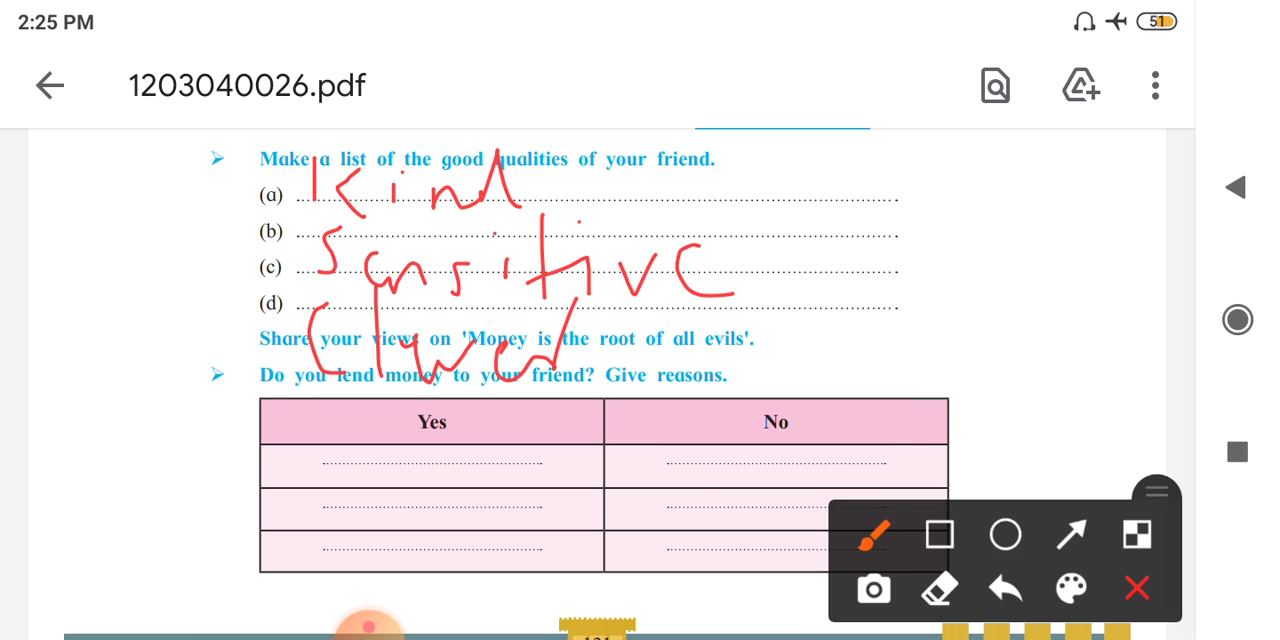 2:25 PM
51
1203040026.pdf
➢ Make a list of the good qualities of your friend.
(a) Kind
(b)
(c) Sensitive
(d)
Share your views on 'Money is the root of all evils'.
➢ Do you lend money to your friend? Give reasons.
Yes No